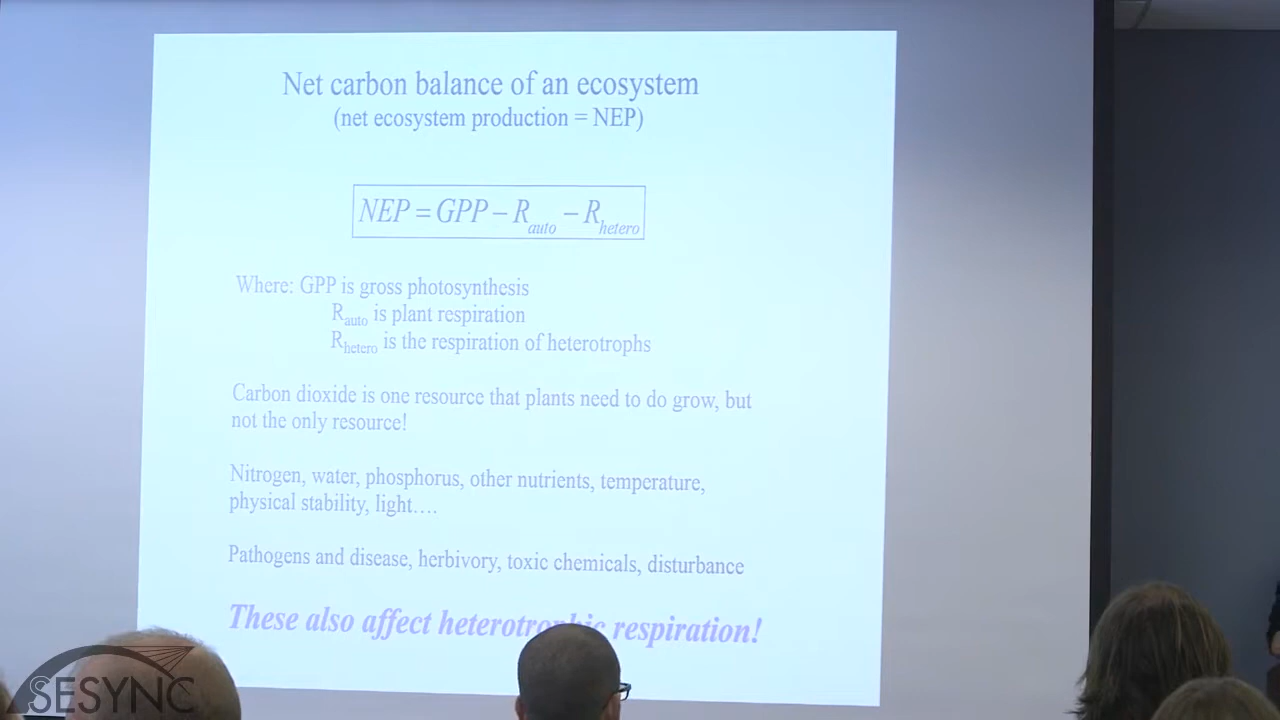 Net carbon balance of an ecosystem
(net ecosystem production = NEP)
NEP = GPP – R_auto – R_hetero
Where: GPP is gross photosynthesis
R_auto is plant respiration
R_hetero is the respiration of heterotrophs
Carbon dioxide is one resource that plants need to do grow, but
not the only resource!
Nitrogen, water, phosphorus, other nutrients, temperature,
physical stability, light….
Pathogens and disease, herbivory, toxic chemicals, disturbance
These also affect heterotrophic respiration!
SESYNC